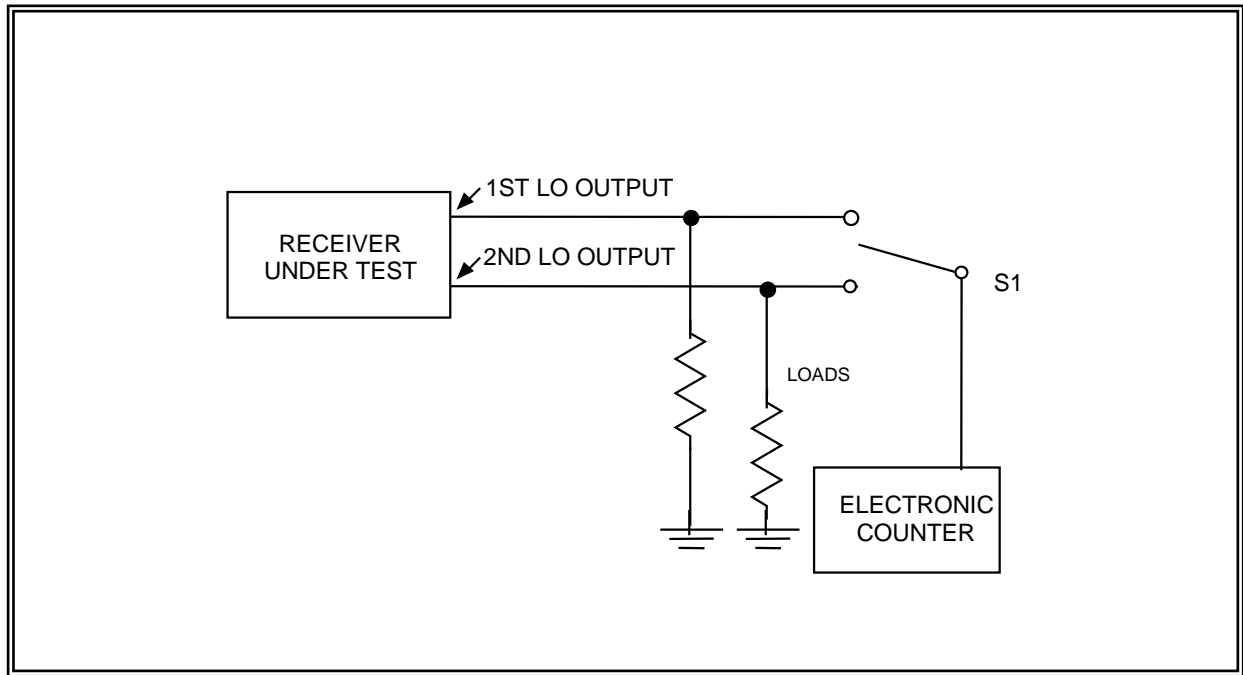 1ST LO OUTPUT
RECEIVER
UNDER TEST
2ND LO OUTPUT
S1
LOADS
ELECTRONIC
COUNTER